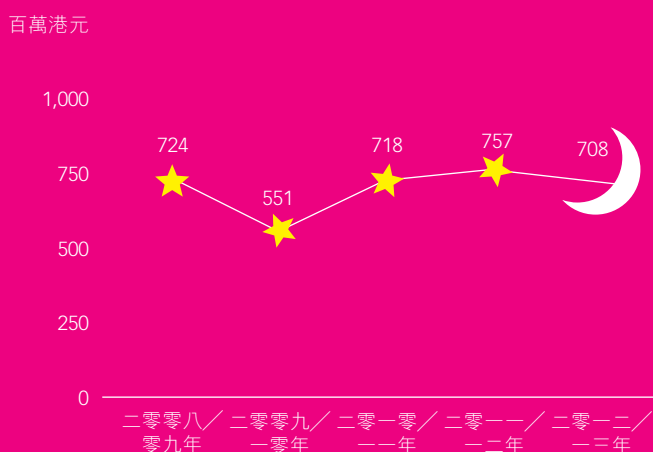 百萬港元
1,000
724
551
718
757
708
750
500
250
0
二零零八╱
零九年
二零零九╱
一零年
二零一零╱
一一年
二零一一╱
一二年
二零一二╱
一三年